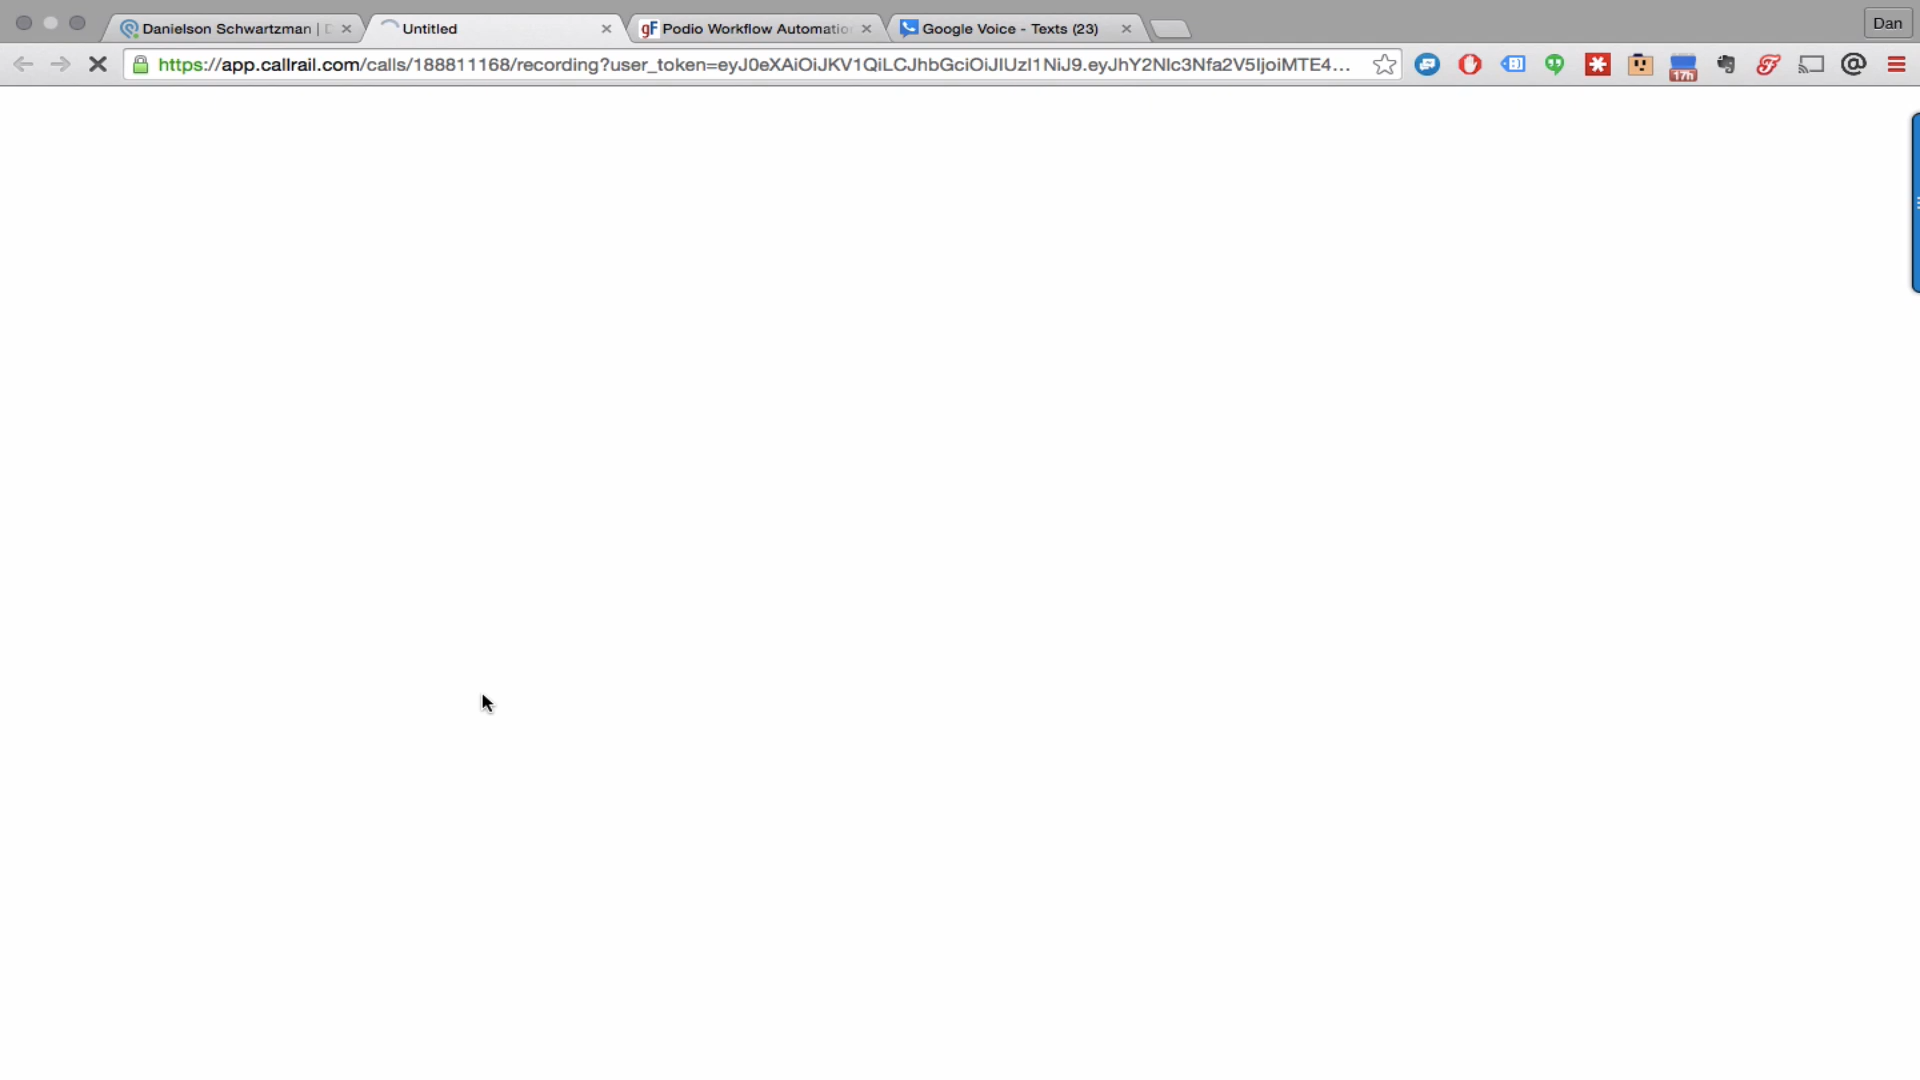 Danielson Schwartzman |
Untitled
Podio Workflow Automatio
Google Voice - Texts (23)
Dan
https://app.callrail.com/calls/188811168/recording?user_token=eyJ0eXAiOiJKV1QiLCJhbGciOiJIUzI1NiJ9.eyJhY2Nlc3Nfa2V5IjoiMTE4...
17h